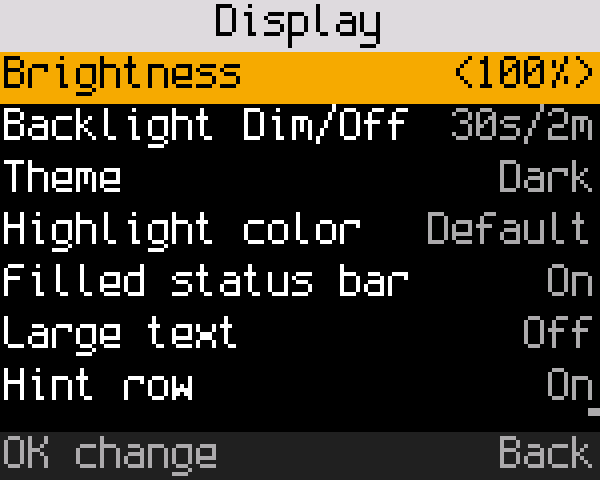 Display
Brightness <100%>
Backlight Dim/Off 30s/2m
Theme Dark
Highlight color Default
Filled status bar On
Large text Off
Hint row On
OK change Back